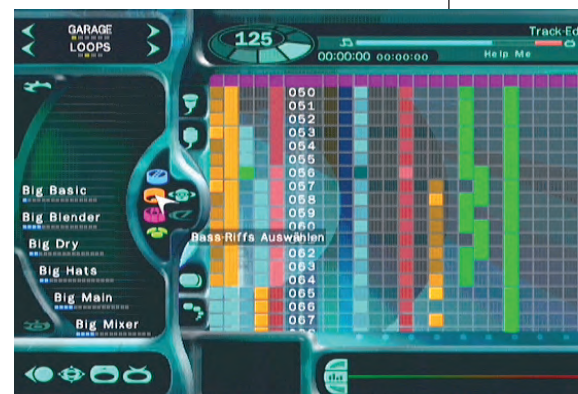 GARAGE
LOOPS
125
Track-Ed
00:00:00 00:00:00
Help Me
050
051
052
053
054
055
056
057
058
059
060
Bass-Riffs Auswählen
062
063
064
065
066
067
Big Basic
Big Blender
Big Dry
Big Hats
Big Main
Big Mixer